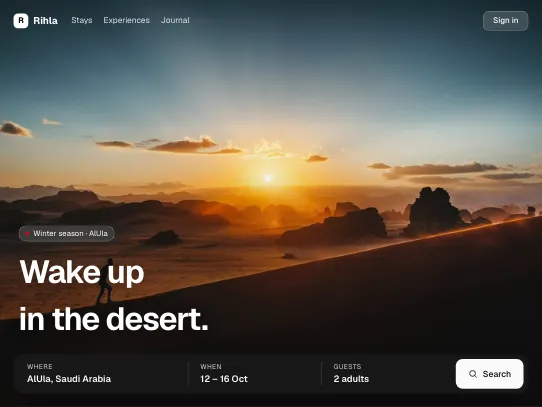 R Rihla Stays Experiences Journal Sign in
Winter season · AlUla
Wake up
in the desert.
WHERE WHEN GUESTS
AlUla, Saudi Arabia 12 – 16 Oct 2 adults Search